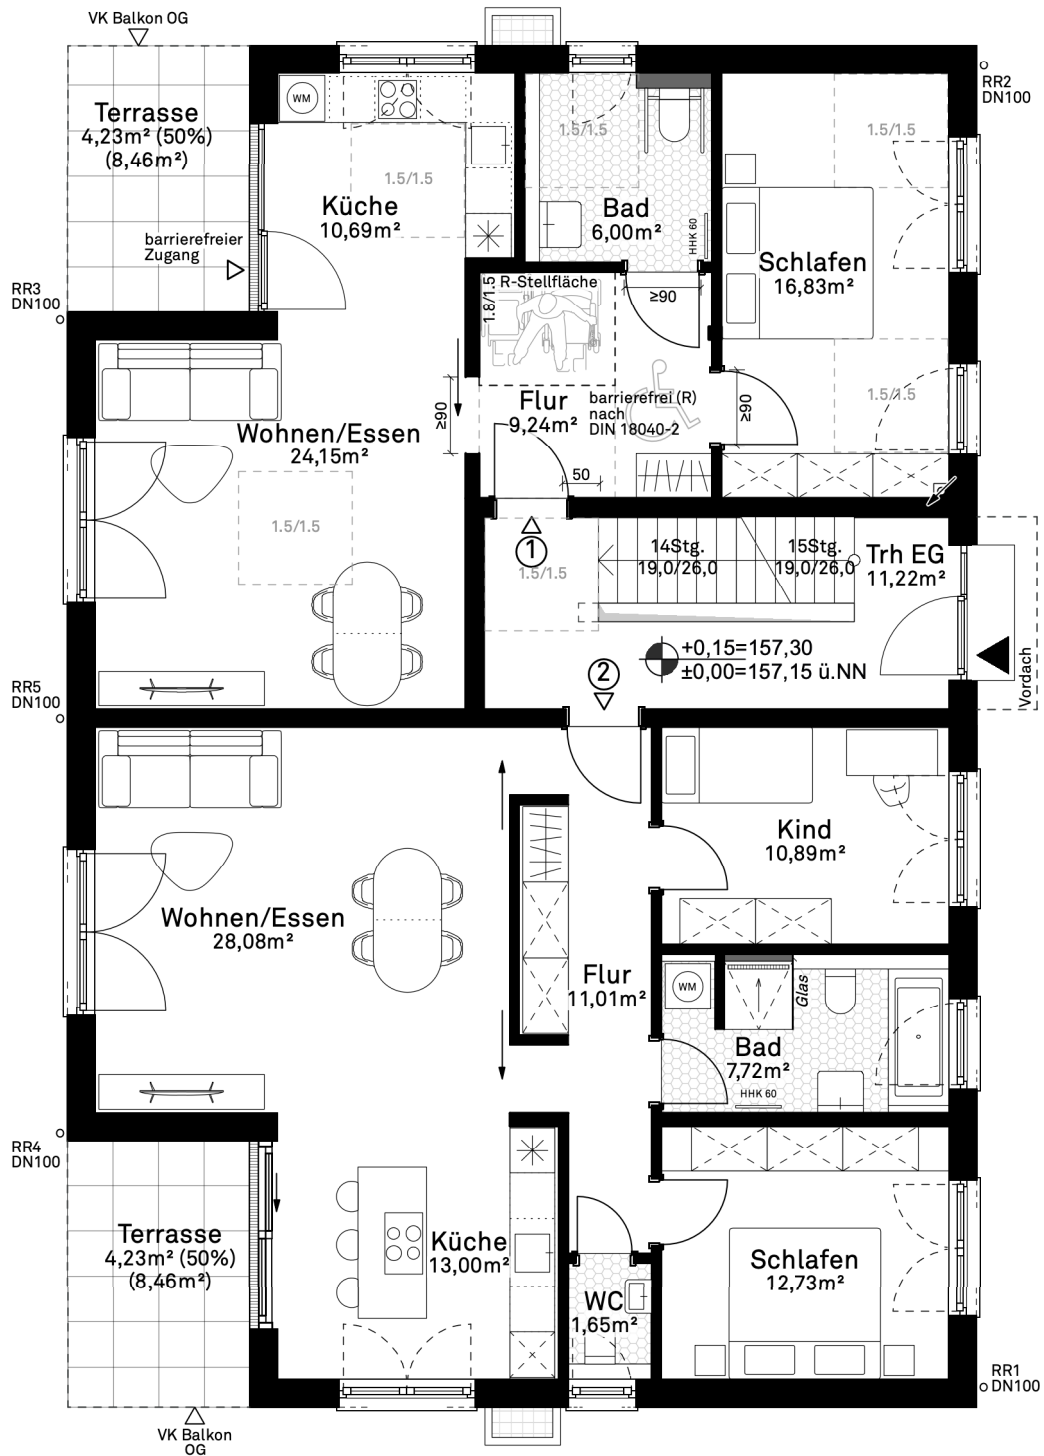 VK Balkon OG
RR2
DN100
Terrasse
4,23m² (50%)
(8,46m²)
WM
1.5/1.5
Küche
10,69m²
1.5/1.5
Bad
6,00m²
HHK 60
1.5/1.5
Schlafen
16,83m²
barrierefreier
Zugang
RR3
DN100
R-Stellfläche
1.8/1.5
≥90
≥90
≥90
Flur
9,24m²
barrierefrei (R)
nach
DIN 18040-2
1.5/1.5
50
Wohnen/Essen
24,15m²
1.5/1.5
1
1.5/1.5
14Stg.
19,0/26,0
15Stg.
19,0/26,0
Trh EG
11,22m²
+0,15=157,30
±0,00=157,15 ü.NN
Vordach
2
RR5
DN100
Kind
10,89m²
Wohnen/Essen
28,08m²
Flur
11,01m²
WM
Glas
Bad
7,72m²
HHK 60
RR4
DN100
Terrasse
4,23m² (50%)
(8,46m²)
Küche
13,00m²
WC
1,65m²
Schlafen
12,73m²
RR1
DN100
VK Balkon
OG